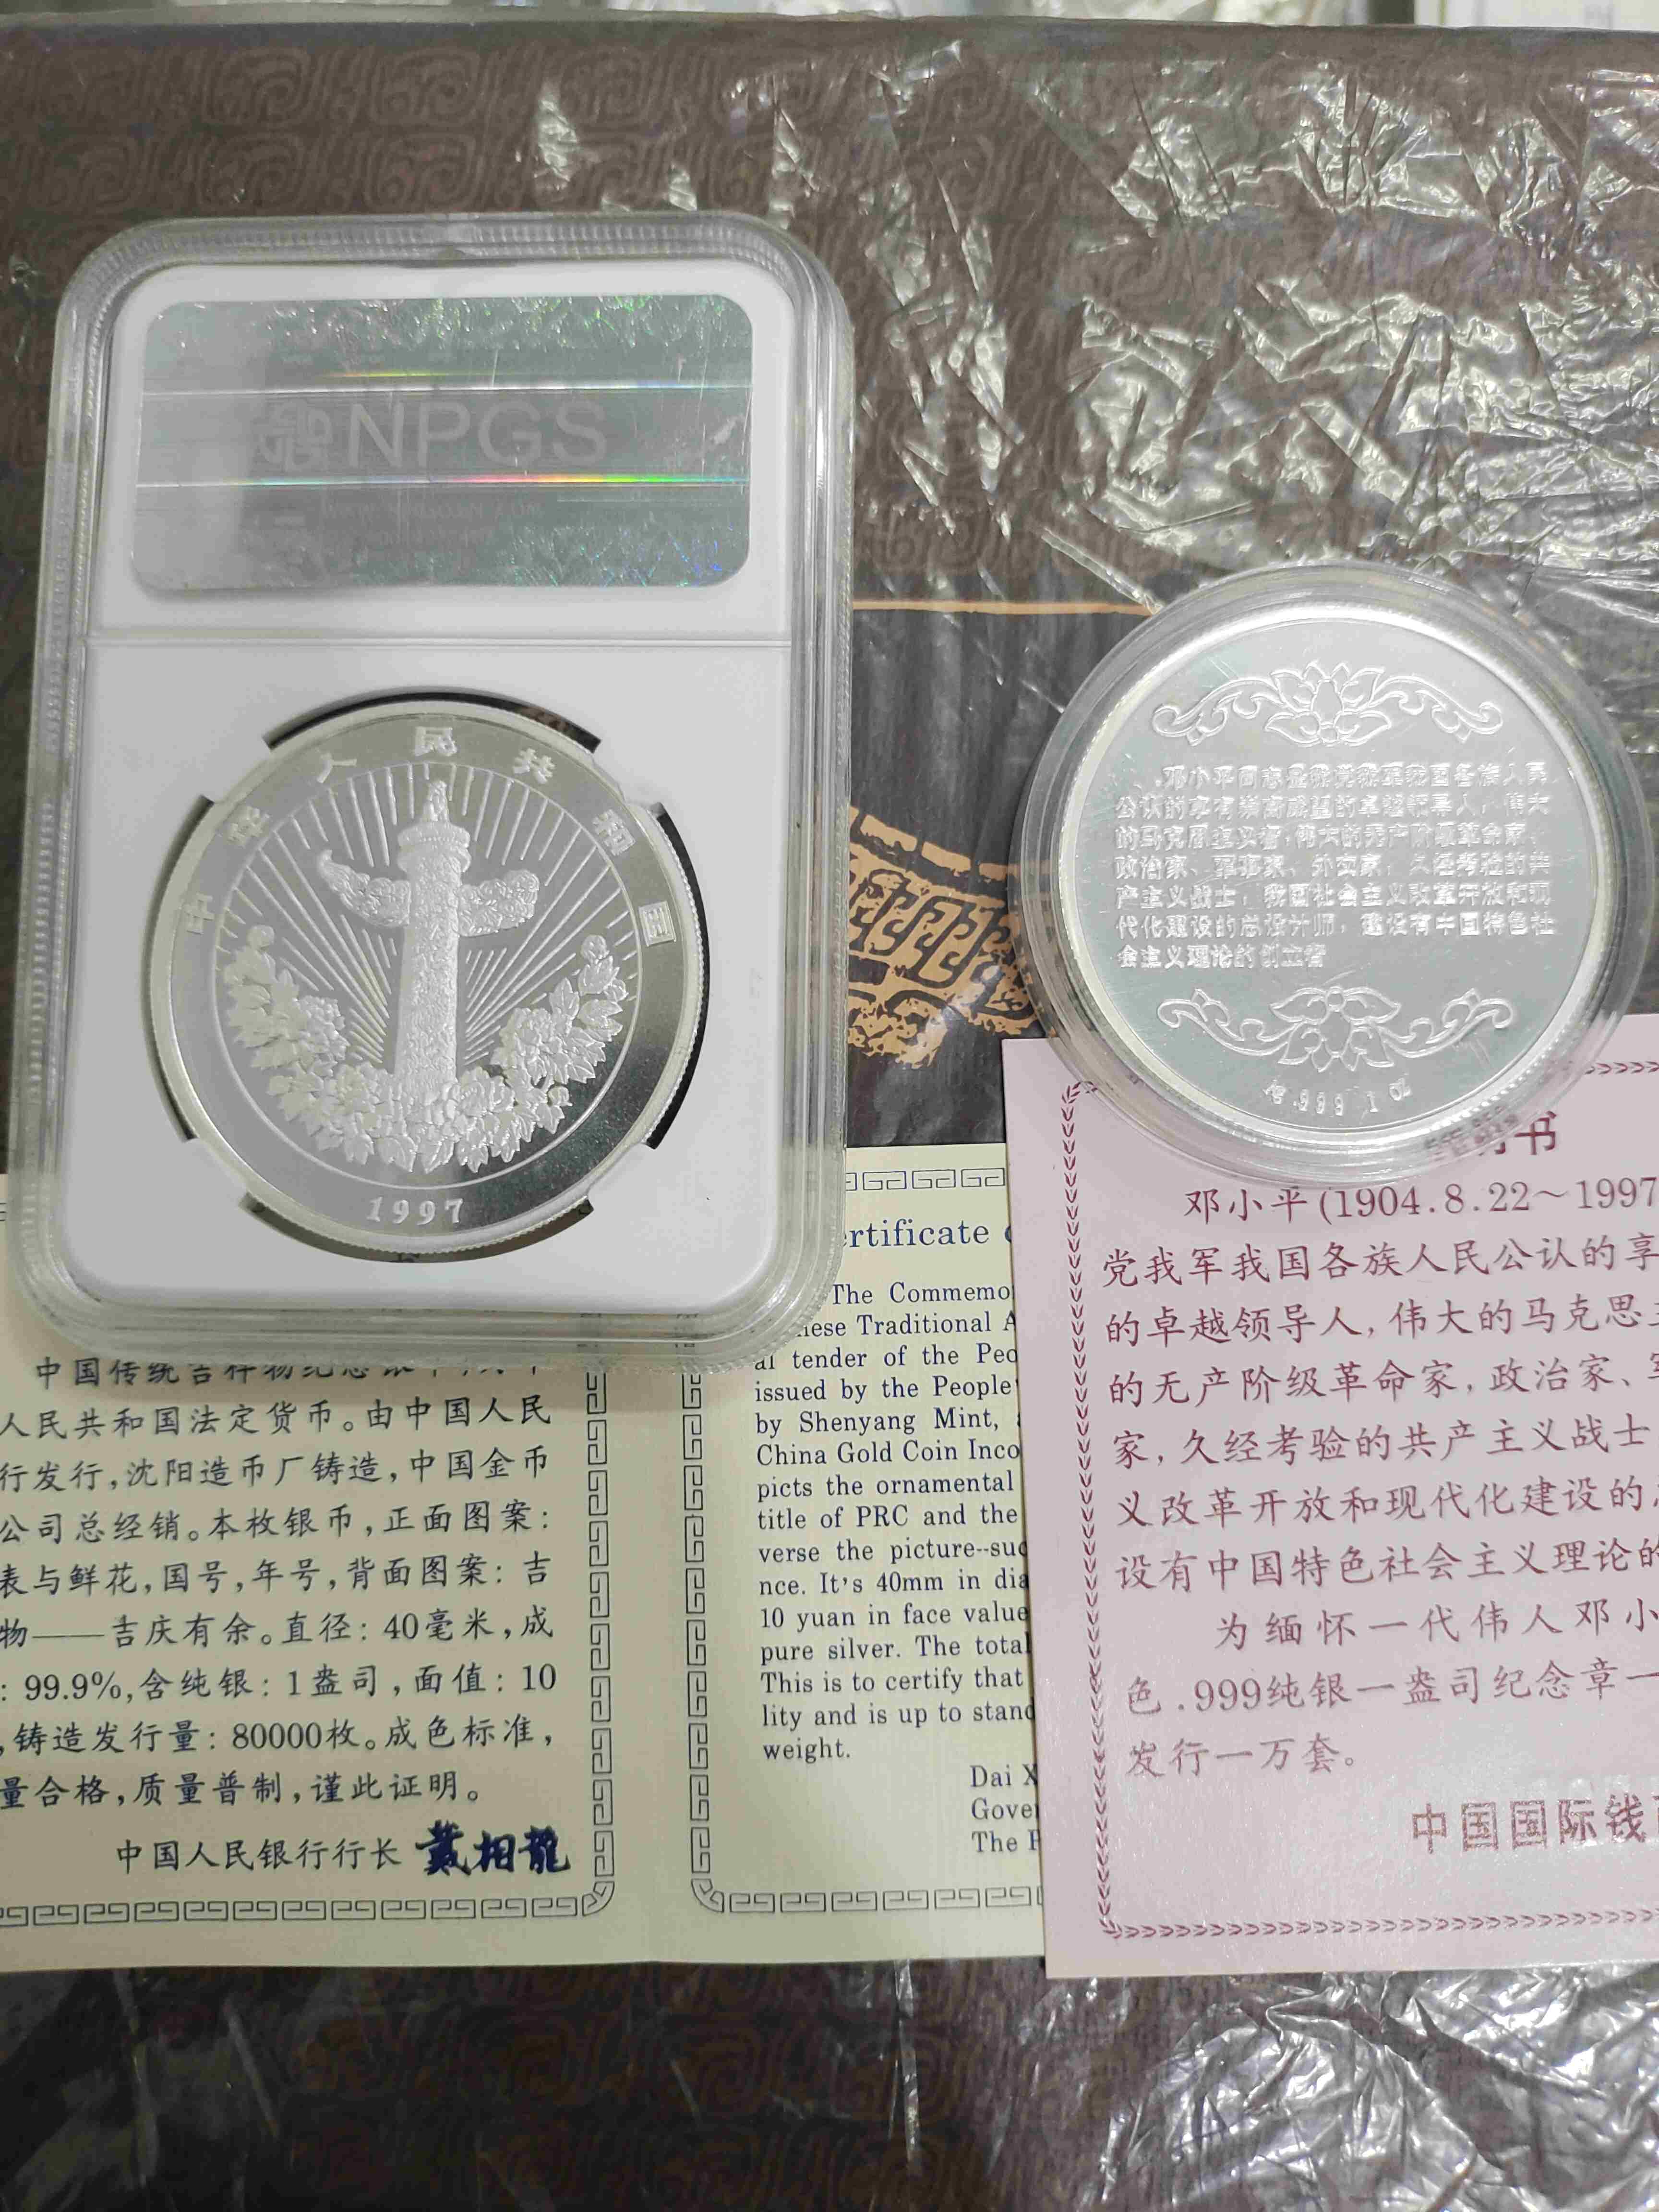 NPGS
中华人民共和国
1997
邓小平同志是我党我军我国各族人民
公认的享有崇高威望的卓越领导人，伟大
的马克思主义者，伟大的无产阶级革命家、
政治家、军事家、外交家，久经考验的共
产主义战士，我国社会主义改革开放和现
代化建设的总设计师，建设有中国特色社
会主义理论的创立者
Ag .999 1 oz
书
邓小平(1904.8.22～1997
党我军我国各族人民公认的享
的卓越领导人,伟大的马克思
的无产阶级革命家,政治家、
家,久经考验的共产主义战士
义改革开放和现代化建设的
设有中国特色社会主义理论的
为缅怀一代伟人邓小
色.999纯银一盎司纪念章一
发行一万套。
中国国际钱
中国传统吉祥物纪念银
人民共和国法定货币。由中国人民
行发行,沈阳造币厂铸造,中国金币
公司总经销。本枚银币,正面图案:
表与鲜花,国号,年号,背面图案:吉
物——吉庆有余。直径:40毫米,成
: 99.9%,含纯银:1盎司,面值:10
,铸造发行量:80000枚。成色标准,
量合格,质量普制,谨此证明。
中国人民银行行长 戴相龍
ertificate
The Commemo
nese Traditional A
al tender of the Peo
issued by the People'
by Shenyang Mint,
China Gold Coin Inco
picts the ornamental
title of PRC and the
verse the picture--suc
nce. It's 40mm in dia
10 yuan in face value
pure silver. The total
This is to certify that
lity and is up to stand
weight.
Dai X
Gove
The P